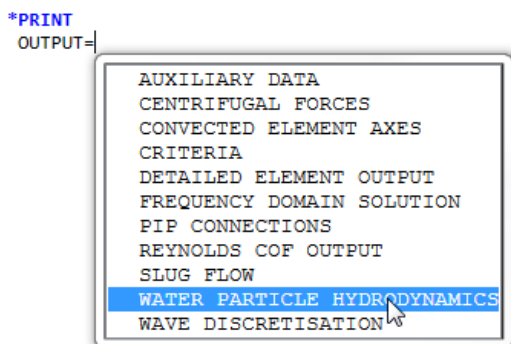 *PRINT
OUTPUT=
AUXILIARY DATA
CENTRIFUGAL FORCES
CONVECTED ELEMENT AXES
CRITERIA
DETAILED ELEMENT OUTPUT
FREQUENCY DOMAIN SOLUTION
PIP CONNECTIONS
REYNOLDS COF OUTPUT
SLUG FLOW
WATER PARTICLE HYDRODYNAMICS
WAVE DISCRETISATION